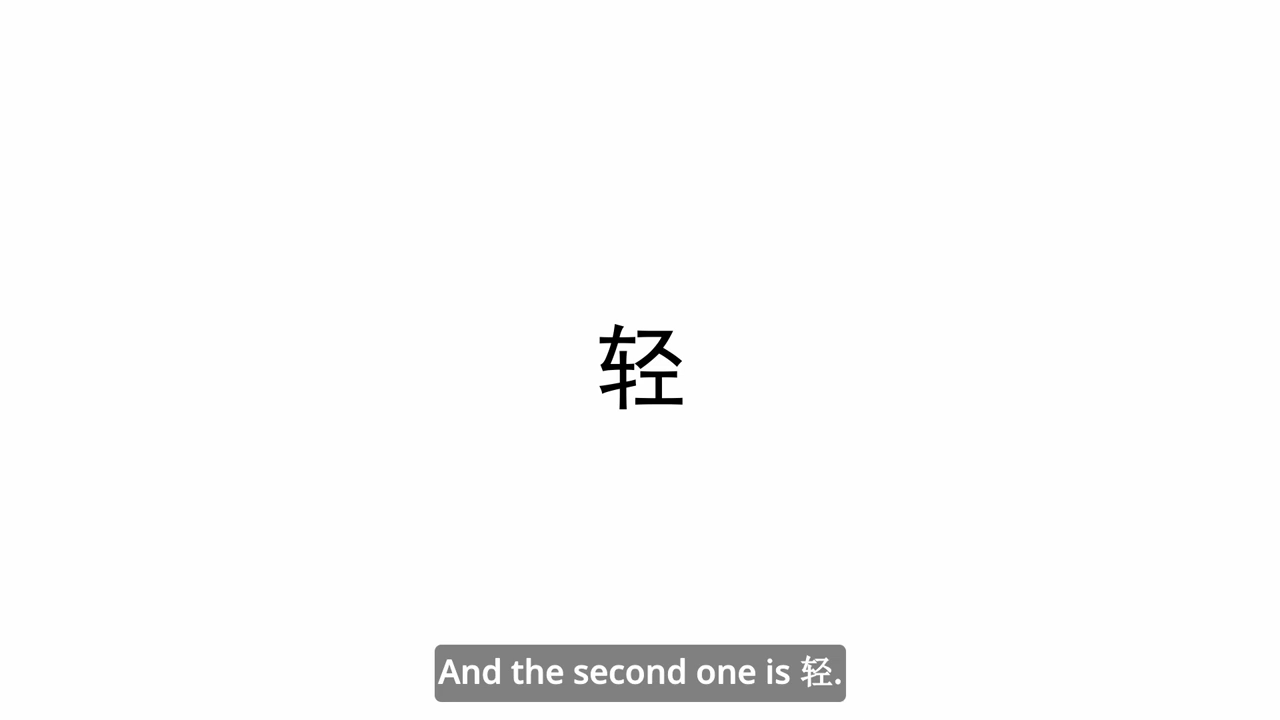 轻
And the second one is 轻.